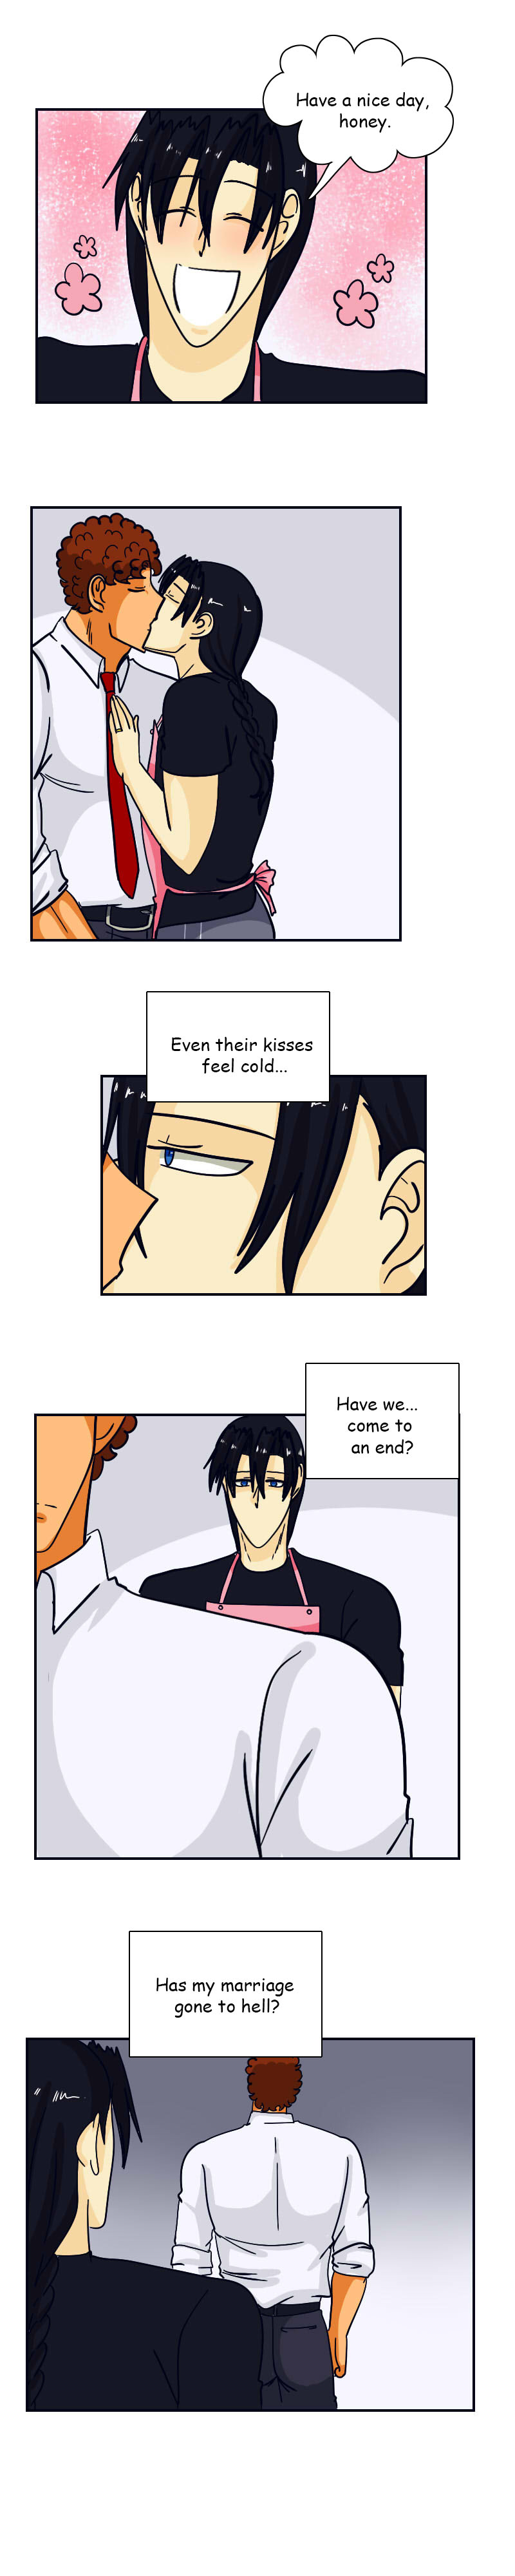 Have a nice day,
honey.
Even their kisses
feel cold...
Have we...
come to
an end?
Has my marriage
gone to hell?